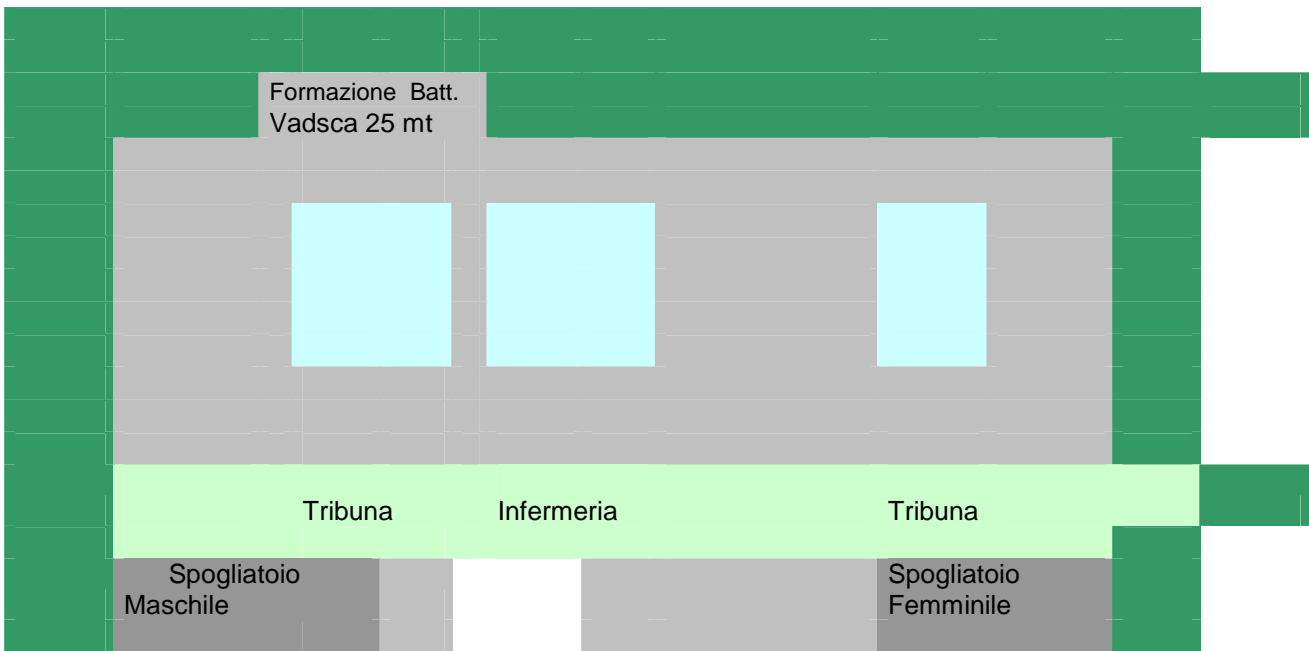 Formazione Batt.
Vadsca 25 mt
Tribuna
Infermeria
Tribuna
Spogliatoio
Maschile
Spogliatoio
Femminile